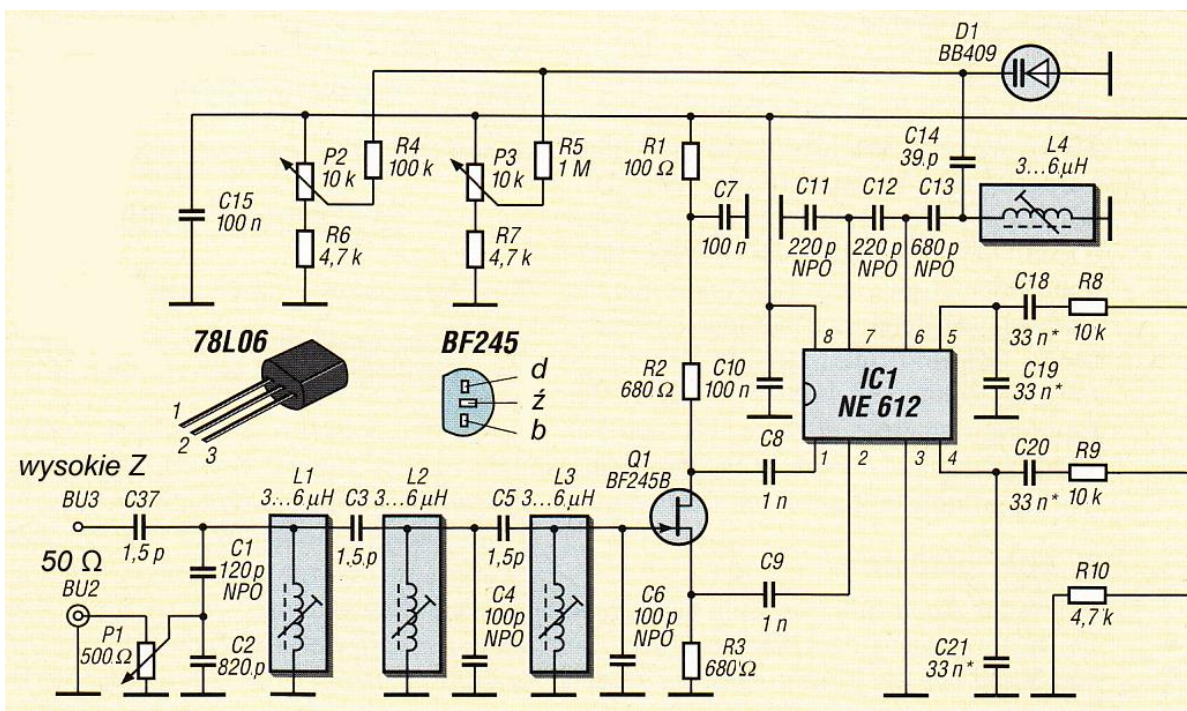 D1
BB409
R4
100 k
P2
10 k
R5
1 M
P3
10 k
R1
100 Ω
C14
39.p
L4
3...6 µH
C7
100 n
C11
C12
C13
220 p
NPO
220 p
NPO
680 p
NPO
C15
100 n
R6
4,7 k
R7
4,7 k
C18
33 n*
R8
10 k
8
7
6
5
78L06
BF245
R2
680 Ω
C10
100 n
IC1
NE 612
C19
33 n*
d
ź
b
1
2
3
1
2
3
4
C8
1 n
C20
33 n*
R9
10 k
wysokie Z
Q1
BF245B
BU3
C37
1,5 p
L1
3...6 µH
C3
1,5.p
L2
3...6 µH
C5
1,5p
L3
3...6 µH
50 Ω
BU2
C1
120 p
NPO
C4
100p
NPO
C6
100 p
NPO
C9
1 n
R10
4,7 k
P1
500Ω
C2
820.p
R3
680'Ω
C21
33 n*